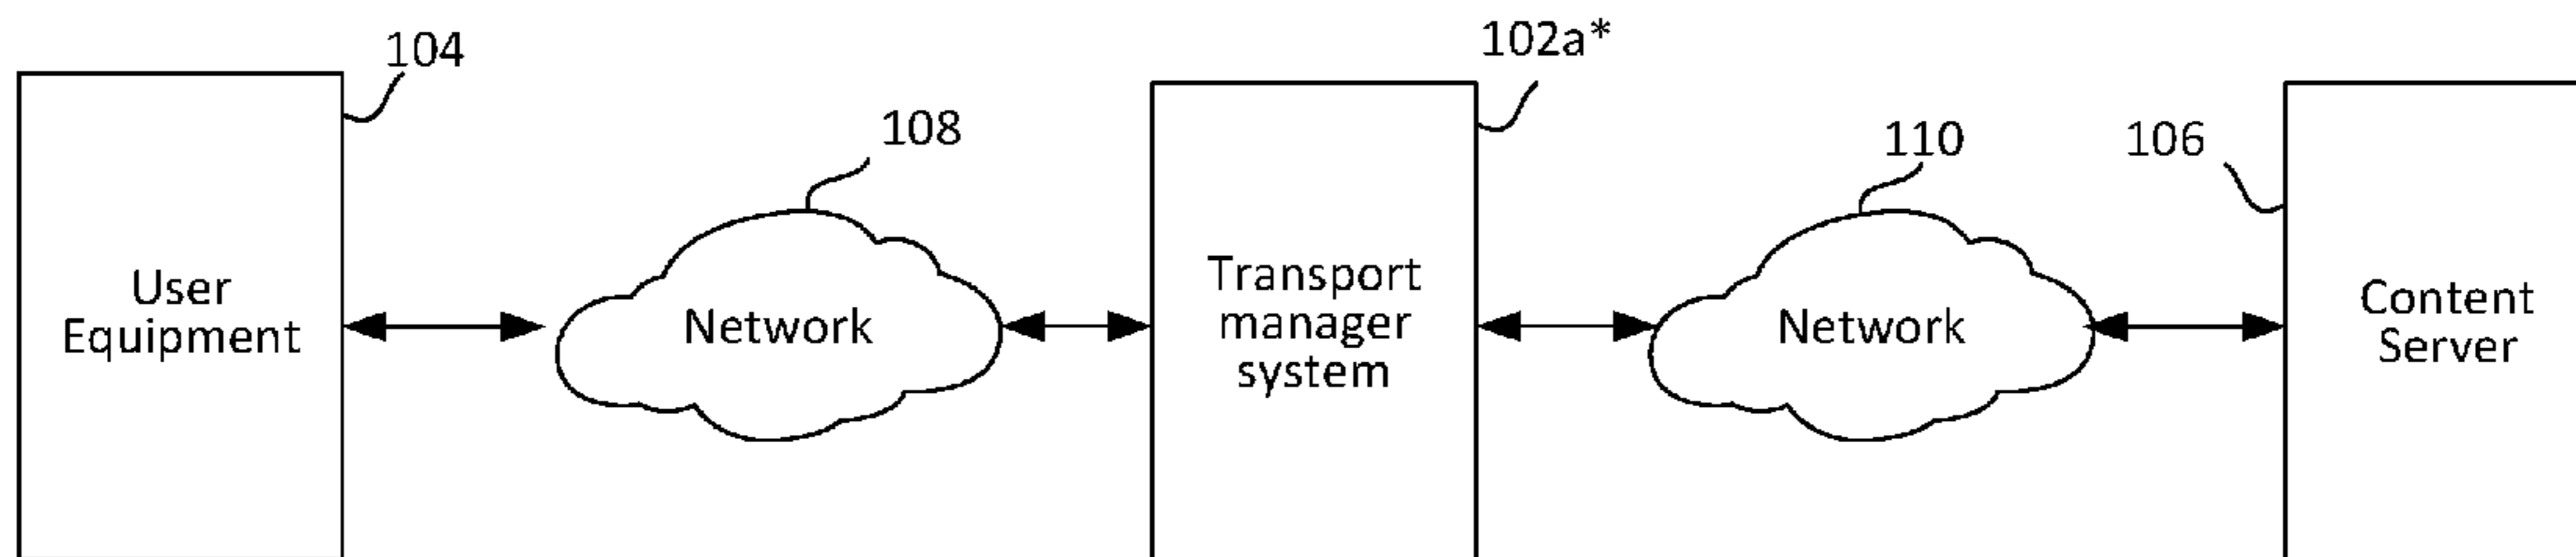 104
102a*
108
110
106
User
Equipment
Network
Transport
manager
system
Network
Content
Server